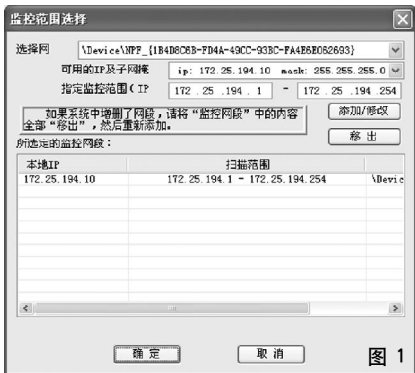 监控范围选择
选择网 \Device\NPF_{1B4D8C6B-FD4A-49CC-93BC-FA4E6E062693}
可用的IP及子网掩 ip: 172.25.194.10 mask: 255.255.255.0
指定监控范围(IP 172 .25 .194 . 1 - 172 .25 .194 .254
如果系统中增删了网段,请将“监控网段”中的内容 添加/修改
全部“移出”,然后重新添加。 移 出
所选定的监控网段:
本地IP 扫描范围
172.25.194.10 172.25.194.1 - 172.25.194.254 \Devic
确 定 取 消 图 1